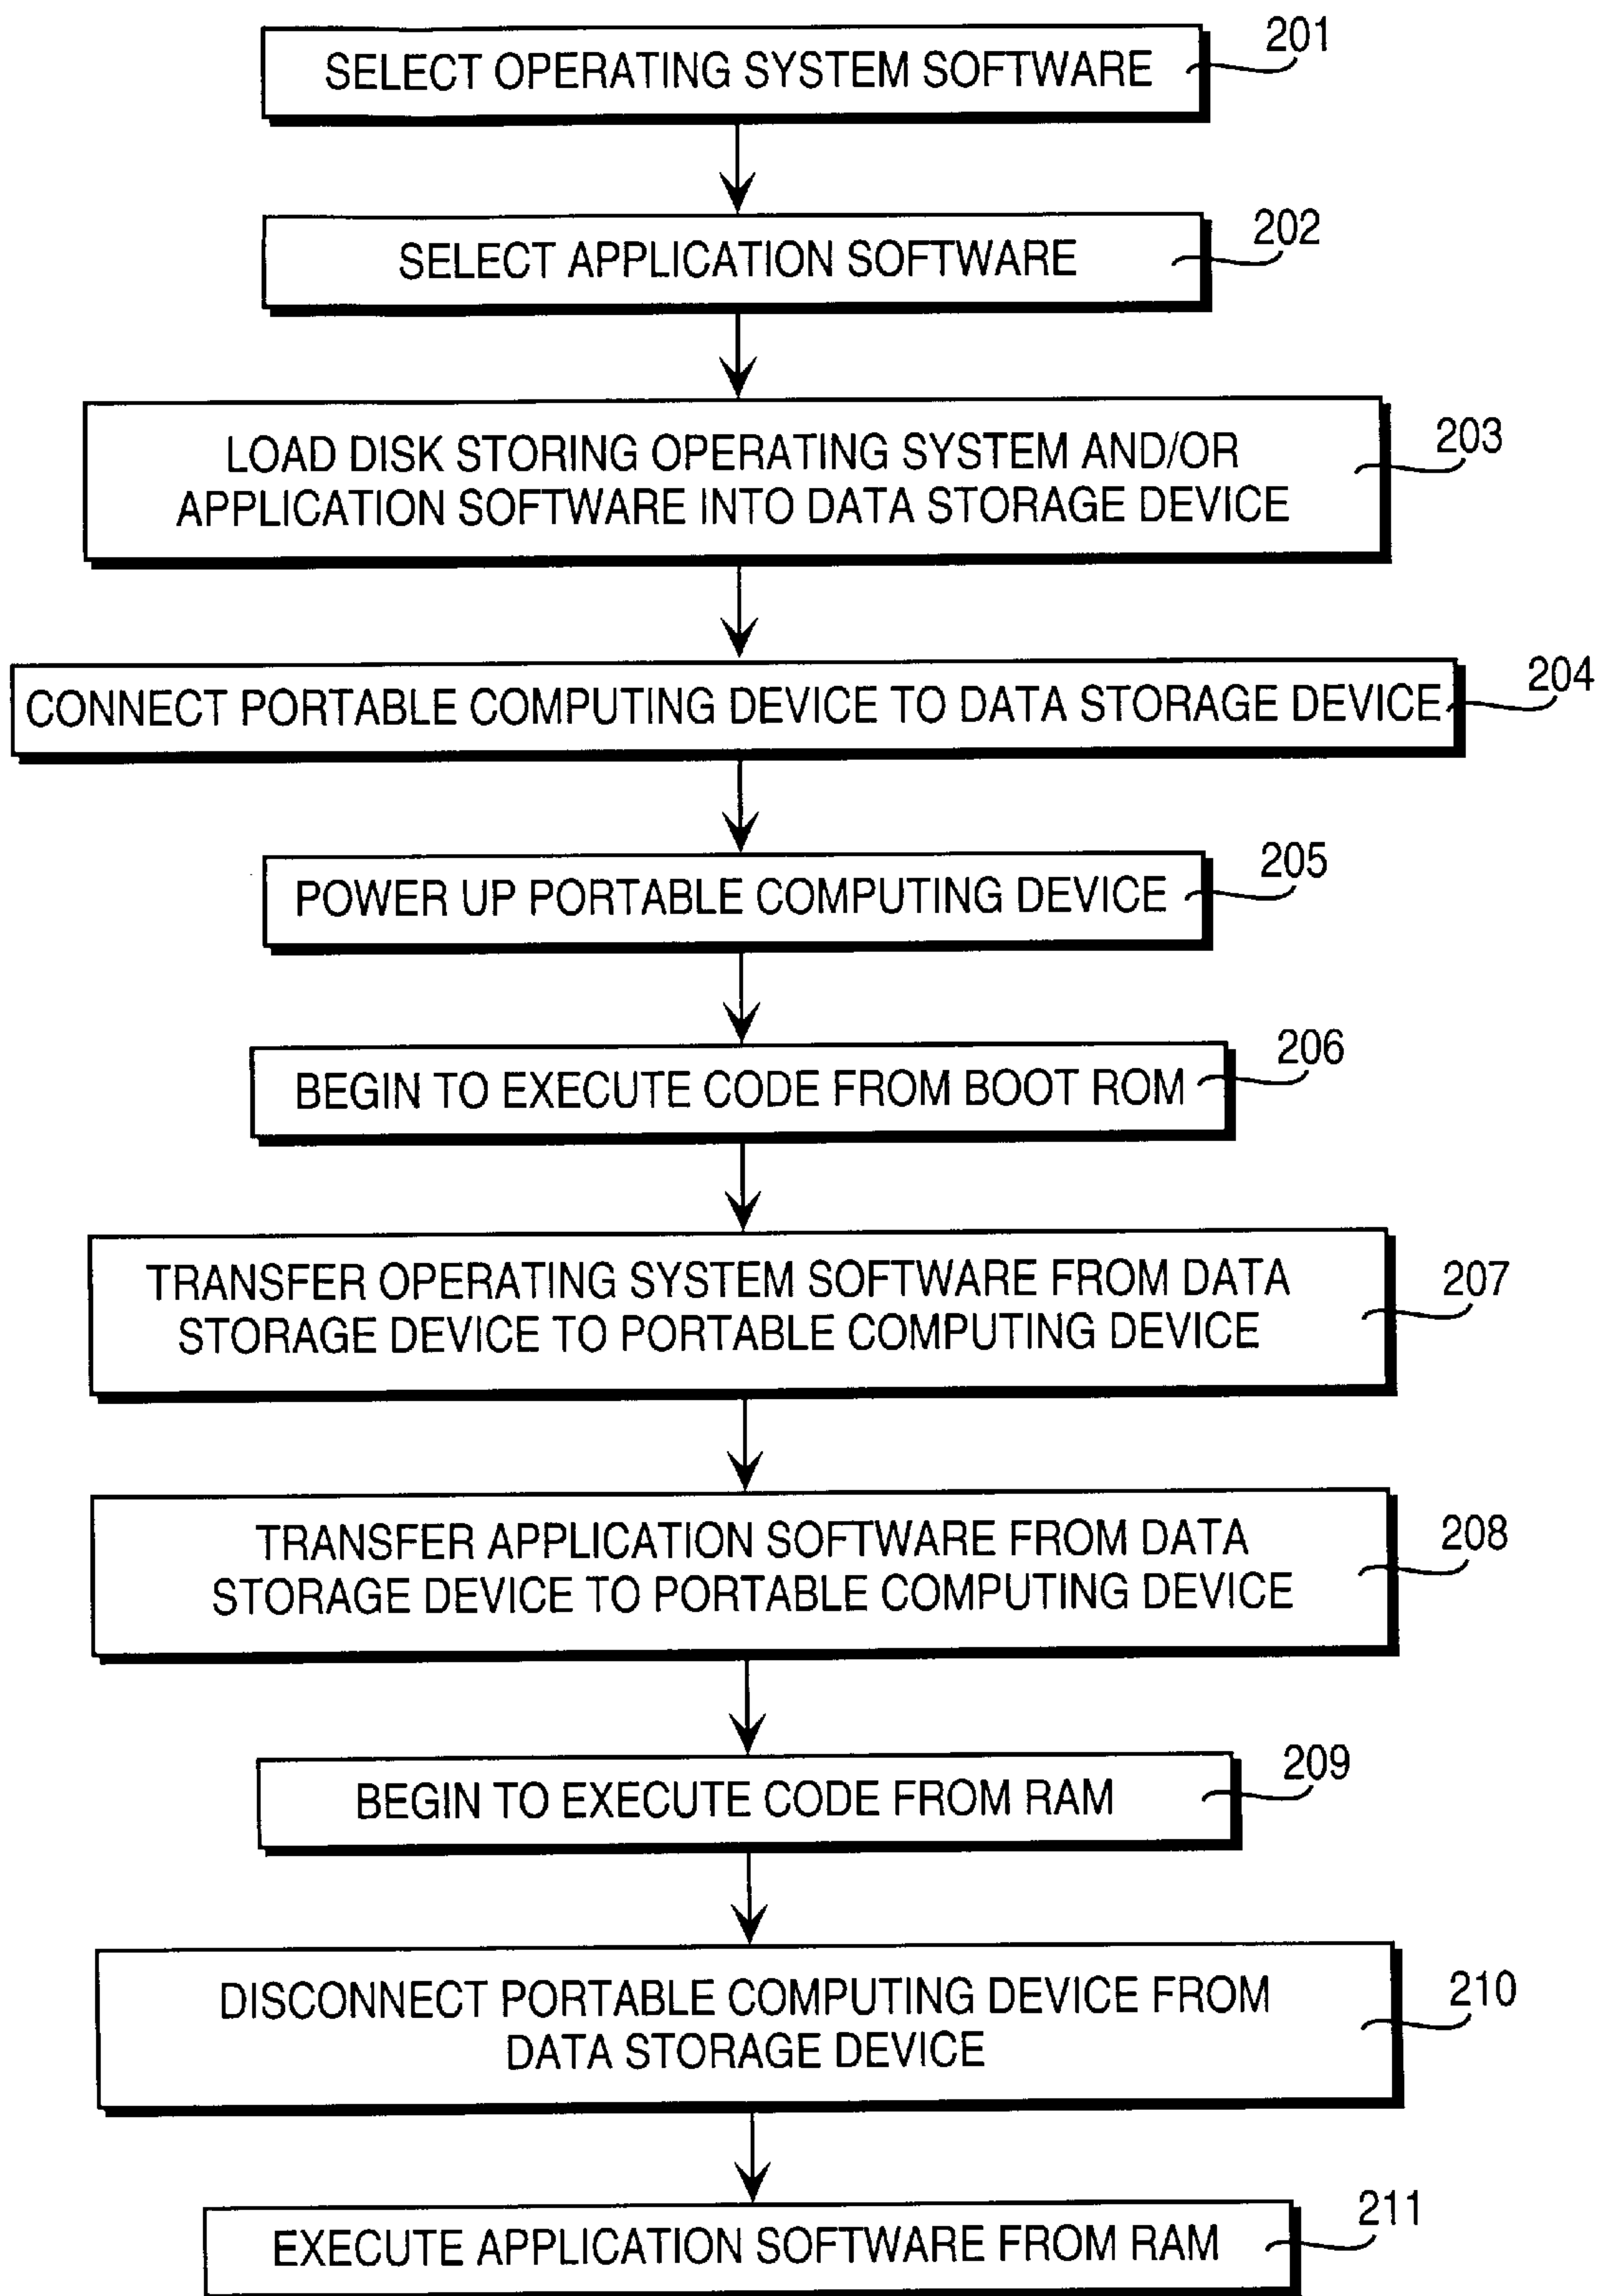 SELECT OPERATING SYSTEM SOFTWARE
201
SELECT APPLICATION SOFTWARE
202
LOAD DISK STORING OPERATING SYSTEM AND/OR
APPLICATION SOFTWARE INTO DATA STORAGE DEVICE
203
CONNECT PORTABLE COMPUTING DEVICE TO DATA STORAGE DEVICE
204
POWER UP PORTABLE COMPUTING DEVICE
205
BEGIN TO EXECUTE CODE FROM BOOT ROM
206
TRANSFER OPERATING SYSTEM SOFTWARE FROM DATA
STORAGE DEVICE TO PORTABLE COMPUTING DEVICE
207
TRANSFER APPLICATION SOFTWARE FROM DATA
STORAGE DEVICE TO PORTABLE COMPUTING DEVICE
208
BEGIN TO EXECUTE CODE FROM RAM
209
DISCONNECT PORTABLE COMPUTING DEVICE FROM
DATA STORAGE DEVICE
210
EXECUTE APPLICATION SOFTWARE FROM RAM
211